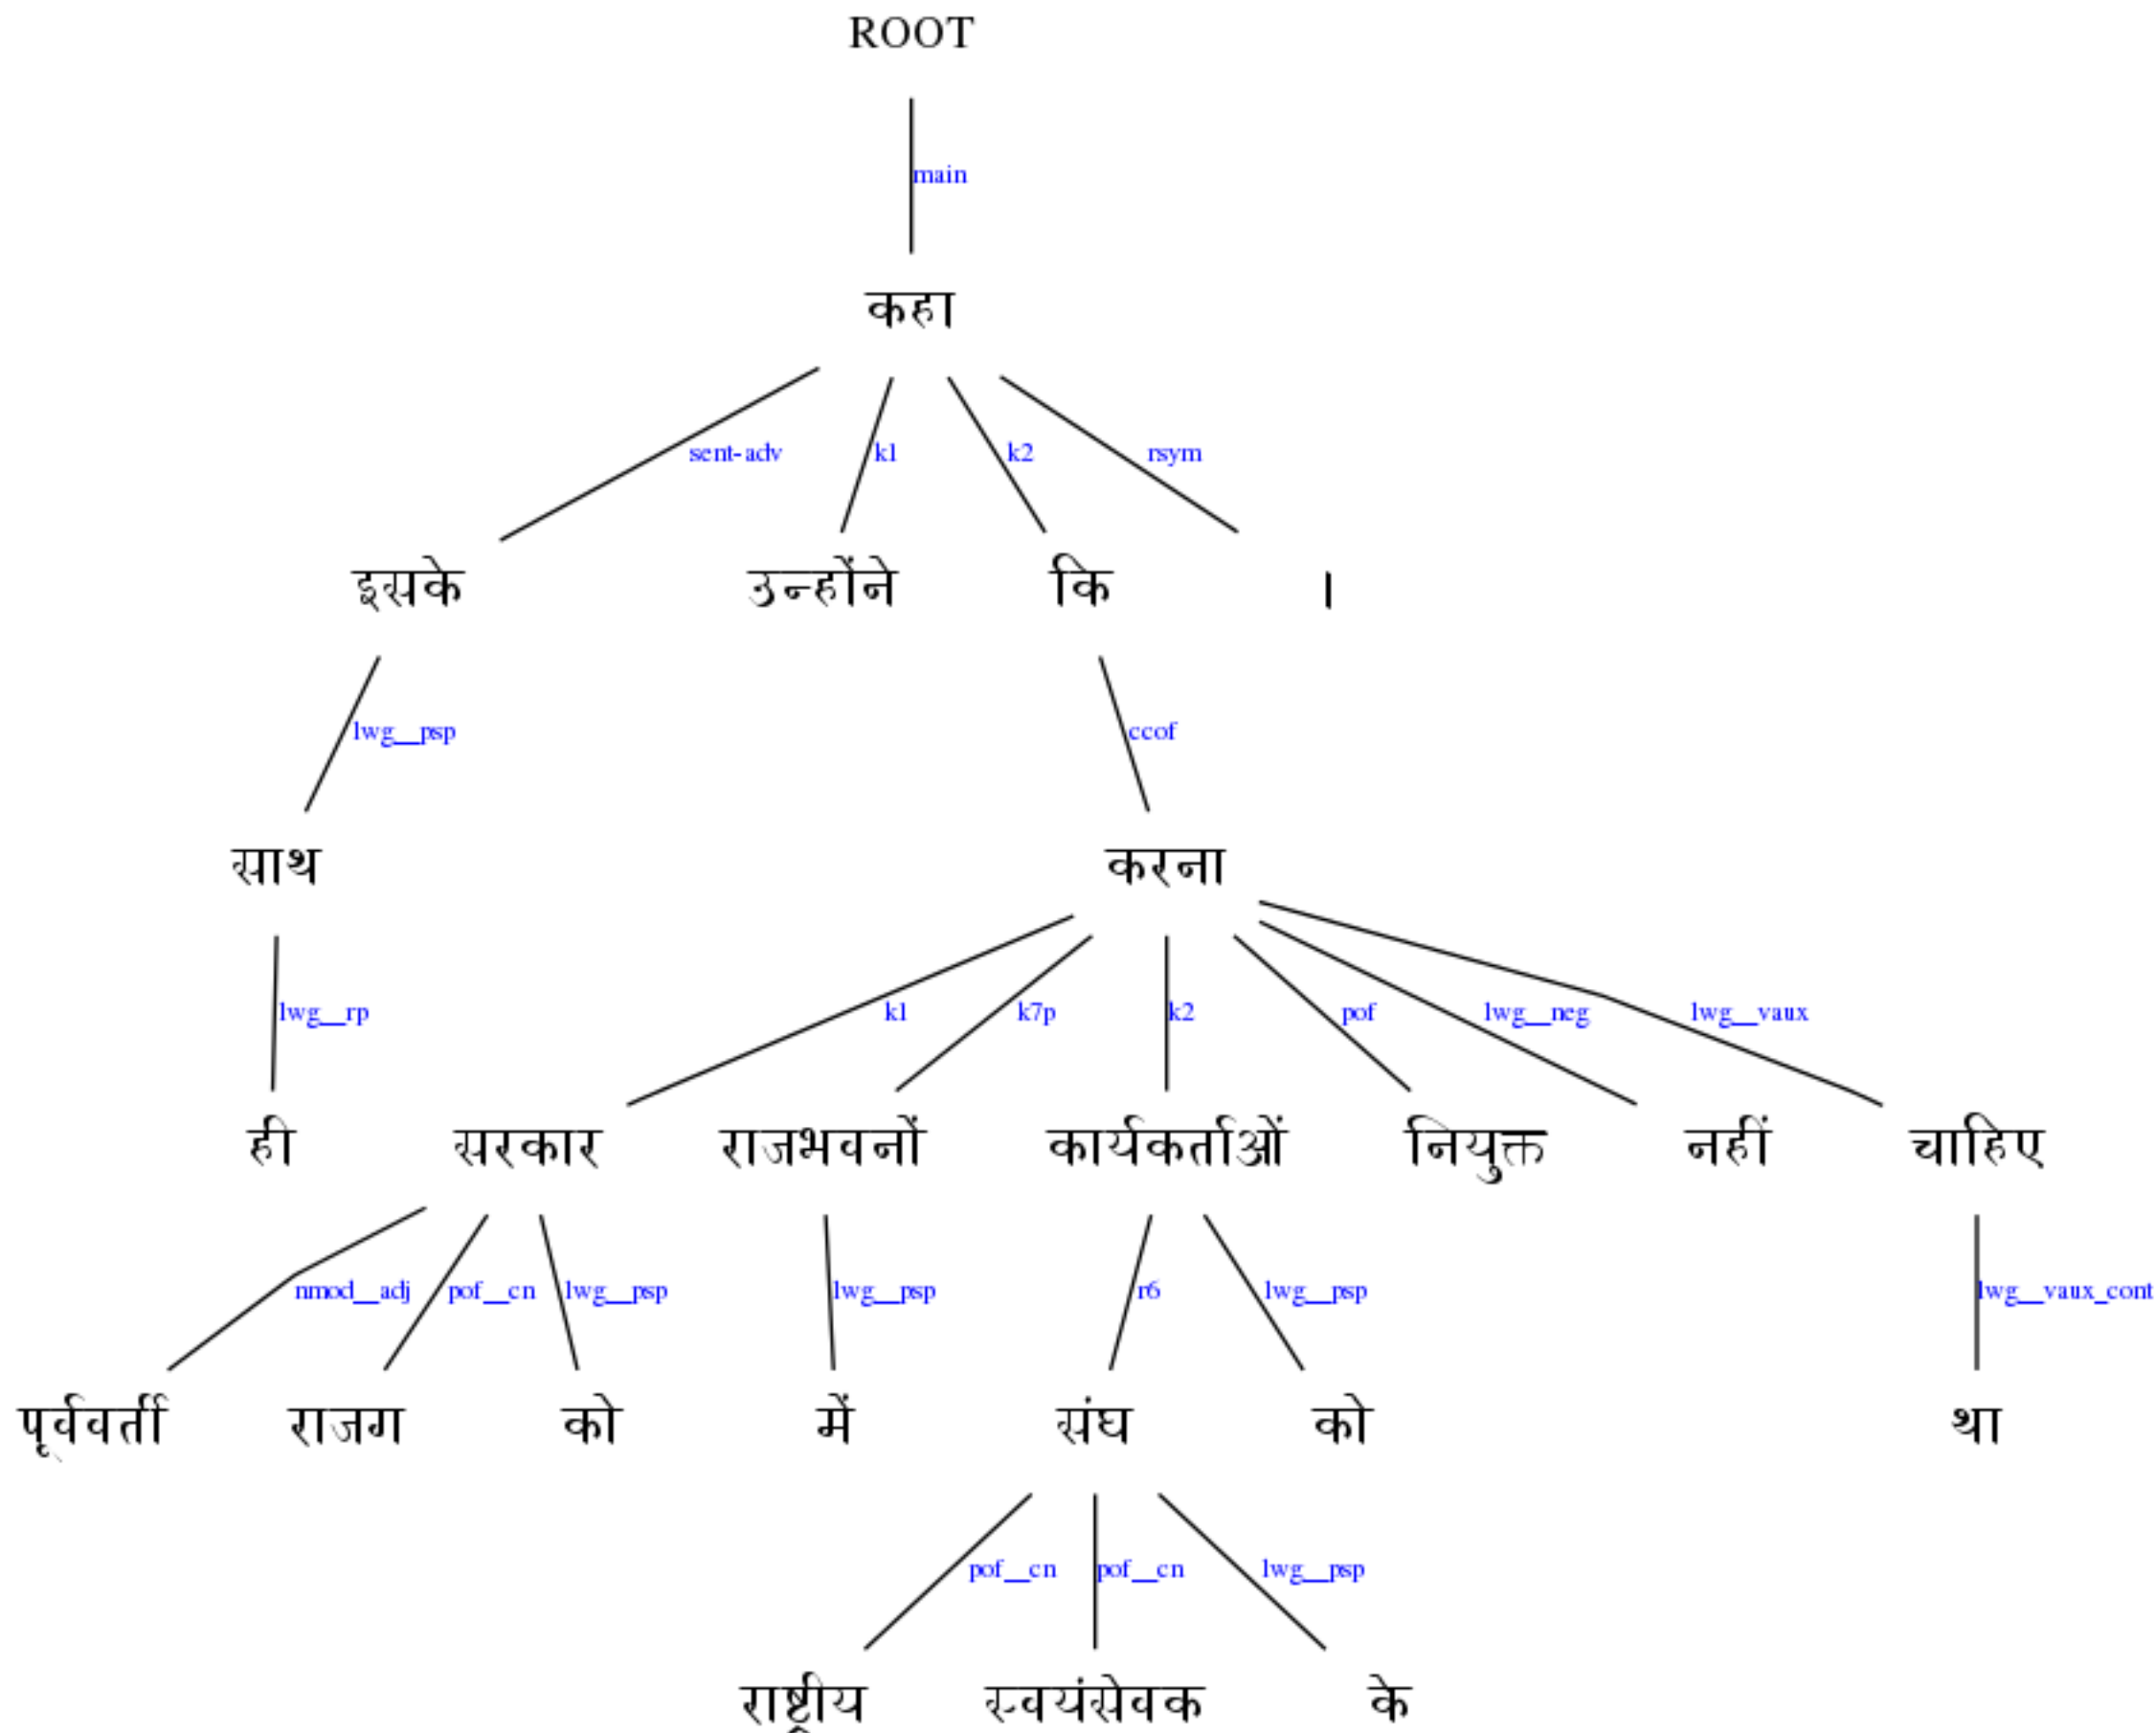 ROOT
main
कहा
sent-adv k1 k2 rsym
इसके उन्होंने कि ।
lwg__psp ccof
साथ करना
lwg__rp k1 k7p k2 pof lwg__neg lwg__vaux
ही सरकार राजभवनों कार्यकर्ताओं नियुक्त नहीं चाहिए
nmod__adj pof__cn lwg__psp lwg__psp r6 lwg__psp lwg__vaux_cont
पूर्ववर्ती राजग को में संघ को था
pof__cn pof__cn lwg__psp
राष्ट्रीय स्वयंसेवक के